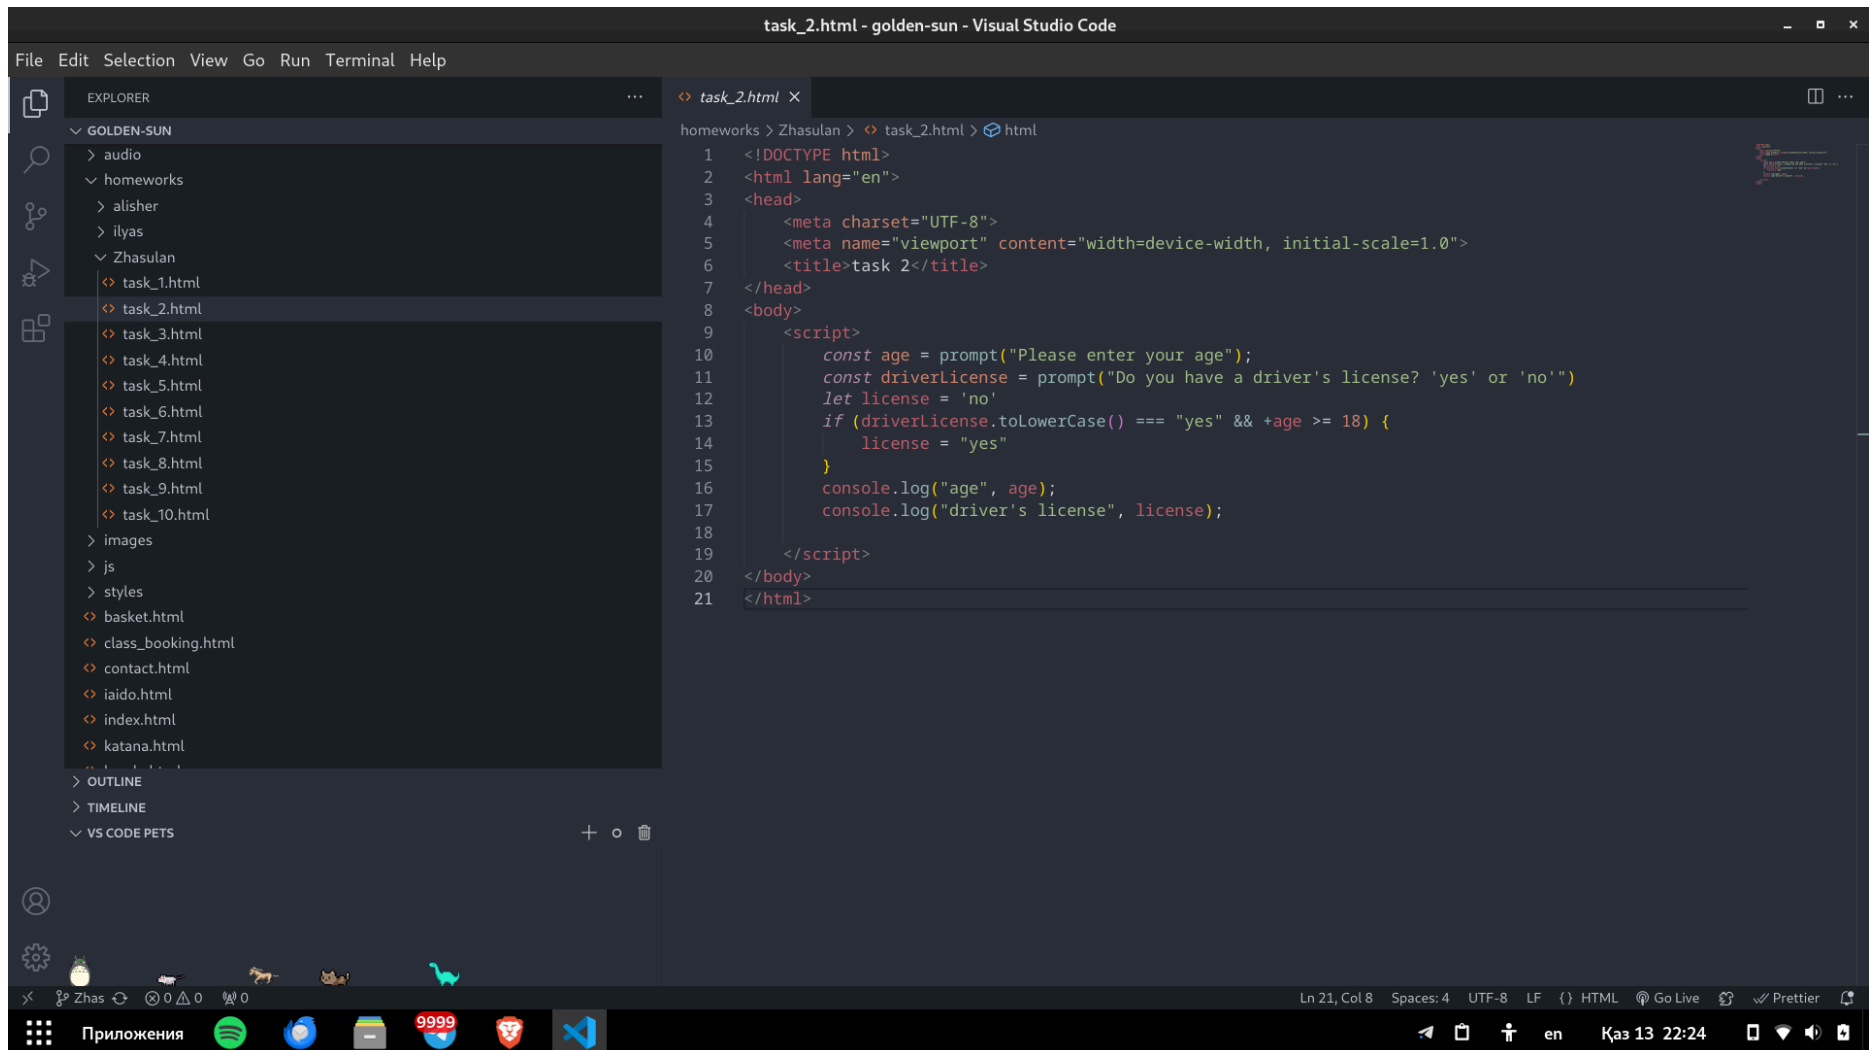 task_2.html - golden-sun - Visual Studio Code
File Edit Selection View Go Run Terminal Help
EXPLORER
GOLDEN-SUN
audio
homeworks
alisher
ilyas
Zhasulan
task_1.html
task_2.html
task_3.html
task_4.html
task_5.html
task_6.html
task_7.html
task_8.html
task_9.html
task_10.html
images
js
styles
basket.html
class_booking.html
contact.html
iaido.html
index.html
katana.html
OUTLINE
TIMELINE
VS CODE PETS
task_2.html
homeworks > Zhasulan > task_2.html > html
1 <!DOCTYPE html>
2 <html lang="en">
3 <head>
4     <meta charset="UTF-8">
5     <meta name="viewport" content="width=device-width, initial-scale=1.0">
6     <title>task 2</title>
7 </head>
8 <body>
9     <script>
10         const age = prompt("Please enter your age");
11         const driverLicense = prompt("Do you have a driver's license? 'yes' or 'no'")
12         let license = 'no'
13         if (driverLicense.toLowerCase() === "yes" && +age >= 18) {
14             license = "yes"
15         }
16         console.log("age", age);
17         console.log("driver's license", license);
18
19     </script>
20 </body>
21 </html>
Zhas 0 0 0 Ln 21, Col 8 Spaces: 4 UTF-8 LF {} HTML Go Live Prettier
Приложения 9999 en Қаз 13 22:24